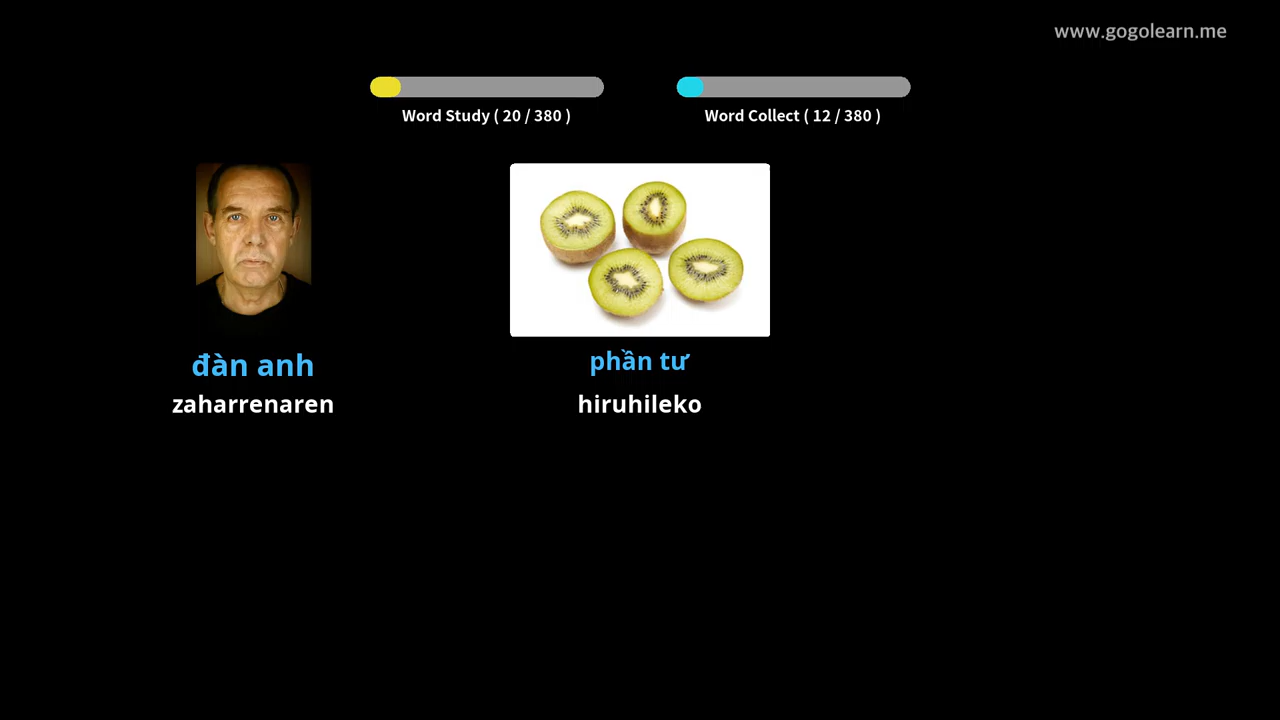 www.gogolearn.me
Word Study ( 20 / 380 )
Word Collect ( 12 / 380 )
đàn anh
zaharrenaren
phần tư
hiruhileko